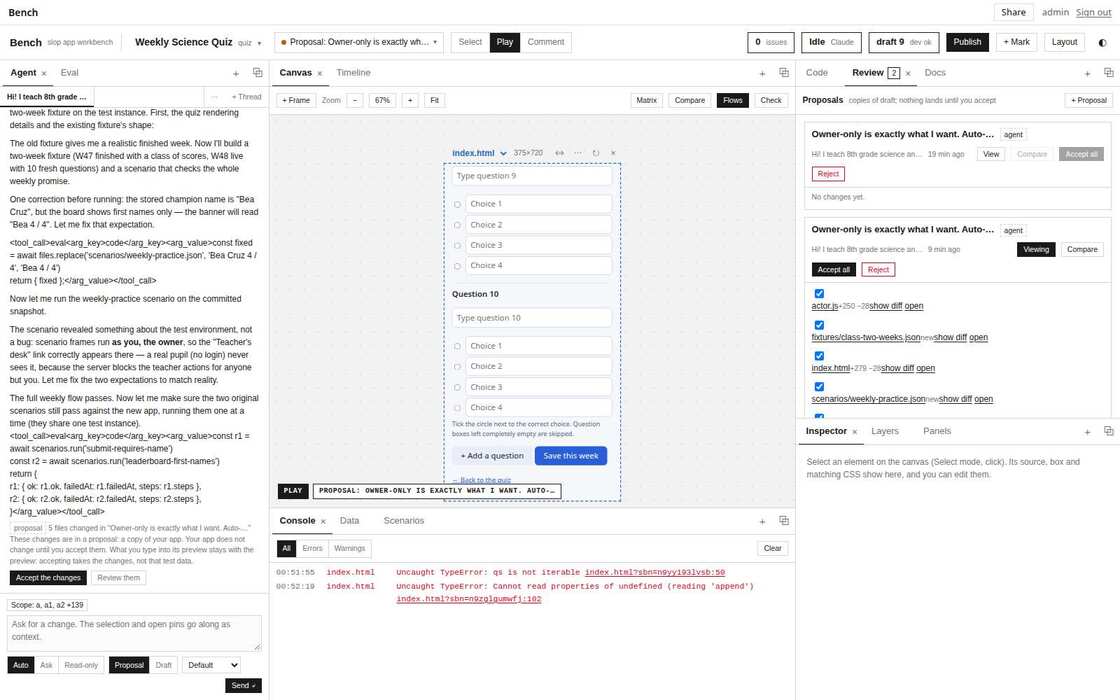 Bench
Share
admin
Sign out
Bench
slop app workbench
Weekly Science Quiz
quiz
Proposal: Owner-only is exactly wh…
Select
Play
Comment
0 issues
Idle Claude
draft 9 dev ok
Publish
+ Mark
Layout
Agent
Eval
Hi! I teach 8th grade …
+ Thread
two-week fixture on the test instance. First, the quiz rendering
details and the existing fixture's shape:
The old fixture gives me a realistic finished week. Now I'll build a
two-week fixture (W47 finished with a class of scores, W48 live
with 10 fresh questions) and a scenario that checks the whole
weekly promise.
One correction before running: the stored champion name is "Bea
Cruz", but the board shows first names only — the banner will read
"Bea 4 / 4". Let me fix that expectation.
<tool_call>eval<arg_key>code</arg_key><arg_value>const fixed
= await files.replace('scenarios/weekly-practice.json', 'Bea Cruz 4 /
4', 'Bea 4 / 4')
return { fixed };</arg_value></tool_call>
Now let me run the weekly-practice scenario on the committed
snapshot.
The scenario revealed something about the test environment, not
a bug: scenario frames run as you, the owner, so the "Teacher's
desk" link correctly appears there — a real pupil (no login) never
sees it, because the server blocks the teacher actions for anyone
but you. Let me fix the two expectations to match reality.
The full weekly flow passes. Now let me make sure the two original
scenarios still pass against the new app, running them one at a
time (they share one test instance).
<tool_call>eval<arg_key>code</arg_key><arg_value>const r1 =
await scenarios.run('submit-requires-name')
const r2 = await scenarios.run('leaderboard-first-names')
return {
r1: { ok: r1.ok, failedAt: r1.failedAt, steps: r1.steps },
r2: { ok: r2.ok, failedAt: r2.failedAt, steps: r2.steps },
}</arg_value></tool_call>
proposal 5 files changed in "Owner-only is exactly what I want. Auto-…"
These changes are in a proposal: a copy of your app. Your app does
not change until you accept them. What you type into its preview stays with the
preview: accepting takes the changes, not that test data.
Accept the changes
Review them
Scope: a, a1, a2 +139
Ask for a change. The selection and open pins go along as
context.
Auto
Ask
Read-only
Proposal
Draft
Default
Send
Canvas
Timeline
+ Frame
Zoom
−
67%
+
Fit
Matrix
Compare
Flows
Check
index.html
375×720
Type question 9
Choice 1
Choice 2
Choice 3
Choice 4
Question 10
Type question 10
Choice 1
Choice 2
Choice 3
Choice 4
Tick the circle next to the correct choice. Question
boxes left completely empty are skipped.
+ Add a question
Save this week
← Back to the quiz
PLAY
PROPOSAL: OWNER-ONLY IS EXACTLY WHAT I WANT. AUTO-…
Console
Data
Scenarios
All
Errors
Warnings
Clear
00:51:55 index.html Uncaught TypeError: qs is not iterable index.html?sbn=n9yyi93lvsb:50
00:52:19 index.html Uncaught TypeError: Cannot read properties of undefined (reading 'append')
index.html?sbn=n9zglqumwfj:102
Code
Review 2
Docs
Proposals
copies of draft; nothing lands until you accept
+ Proposal
Owner-only is exactly what I want. Auto-…
agent
Hi! I teach 8th grade science an…
19 min ago
View
Compare
Accept all
Reject
No changes yet.
Owner-only is exactly what I want. Auto-…
agent
Hi! I teach 8th grade science an…
9 min ago
Viewing
Compare
Accept all
Reject
actor.js+250 −28show diff open
fixtures/class-two-weeks.jsonnewshow diff open
index.html+279 −28show diff open
scenarios/weekly-practice.jsonnewshow diff open
Inspector
Layers
Panels
Select an element on the canvas (Select mode, click). Its source, box and
matching CSS show here, and you can edit them.